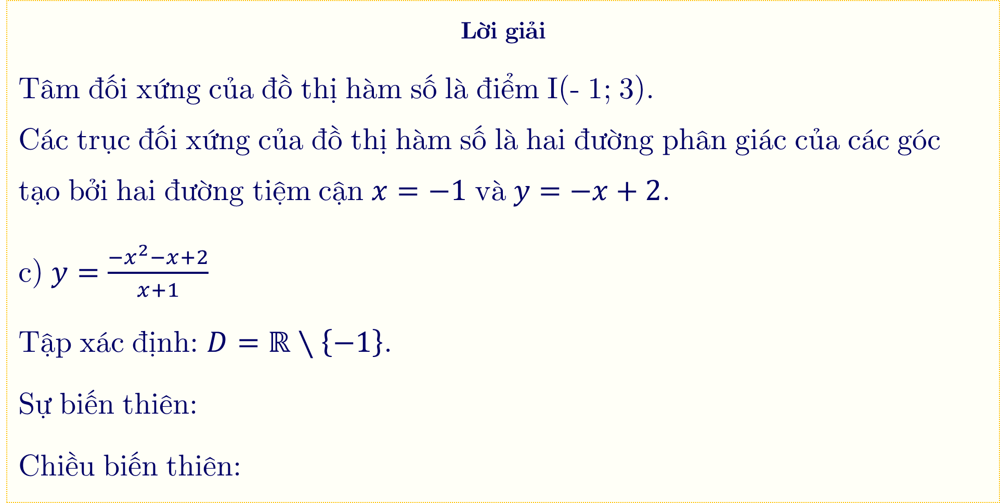 Lời giải
Tâm đối xứng của đồ thị hàm số là điểm I(- 1; 3).
Các trục đối xứng của đồ thị hàm số là hai đường phân giác của các góc
tạo bởi hai đường tiệm cận x = −1 và y = −x + 2.
c) y = \frac{−x^2−x+2}{x+1}
Tập xác định: D = ℝ \ {−1}.
Sự biến thiên:
Chiều biến thiên: